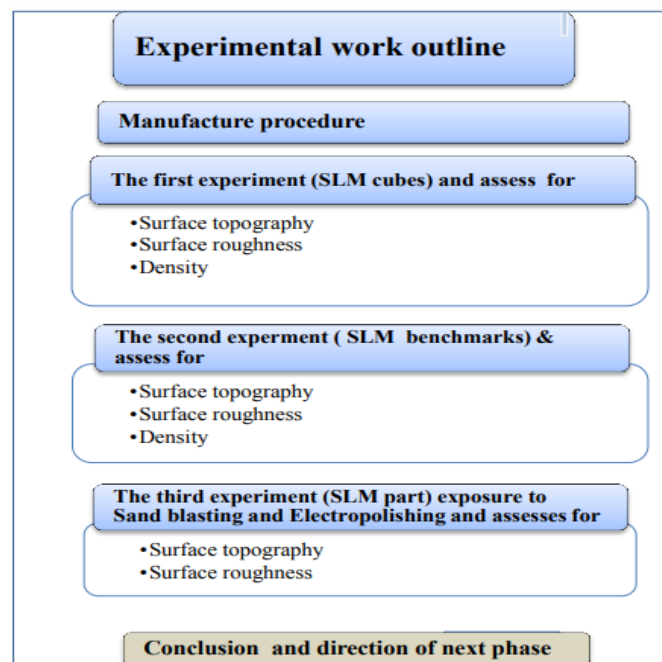 Experimental work outline
Manufacture procedure
The first experiment (SLM cubes) and assess for
•Surface topography
•Surface roughness
•Density
The second experment ( SLM benchmarks) &
assess for
•Surface topography
•Surface roughness
•Density
The third experiment (SLM part) exposure to
Sand blasting and Electropolishing and assesses for
•Surface topography
•Surface roughness
Conclusion and direction of next phase